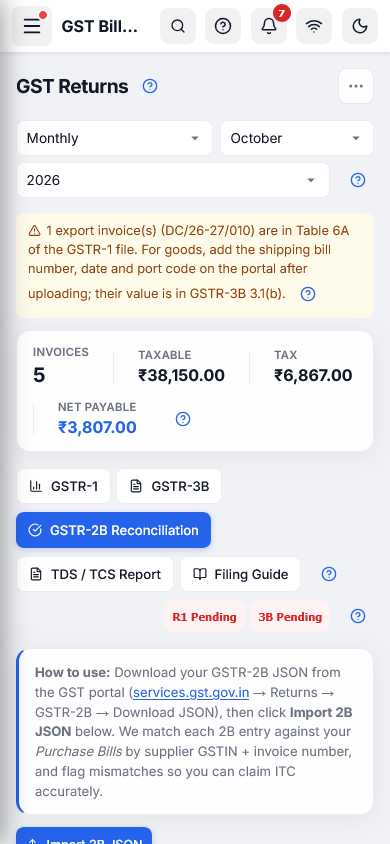 GST Bill...
7
GST Returns
Monthly
October
2026
1 export invoice(s) (DC/26-27/010) are in Table 6A
of the GSTR-1 file. For goods, add the shipping bill
number, date and port code on the portal after
uploading; their value is in GSTR-3B 3.1(b).
INVOICES
5
TAXABLE
₹38,150.00
TAX
₹6,867.00
NET PAYABLE
₹3,807.00
GSTR-1
GSTR-3B
GSTR-2B Reconciliation
TDS / TCS Report
Filing Guide
R1 Pending
3B Pending
How to use: Download your GSTR-2B JSON from
the GST portal (services.gst.gov.in → Returns →
GSTR-2B → Download JSON), then click Import 2B
JSON below. We match each 2B entry against your
Purchase Bills by supplier GSTIN + invoice number,
and flag mismatches so you can claim ITC
accurately.
Import 2B JSON